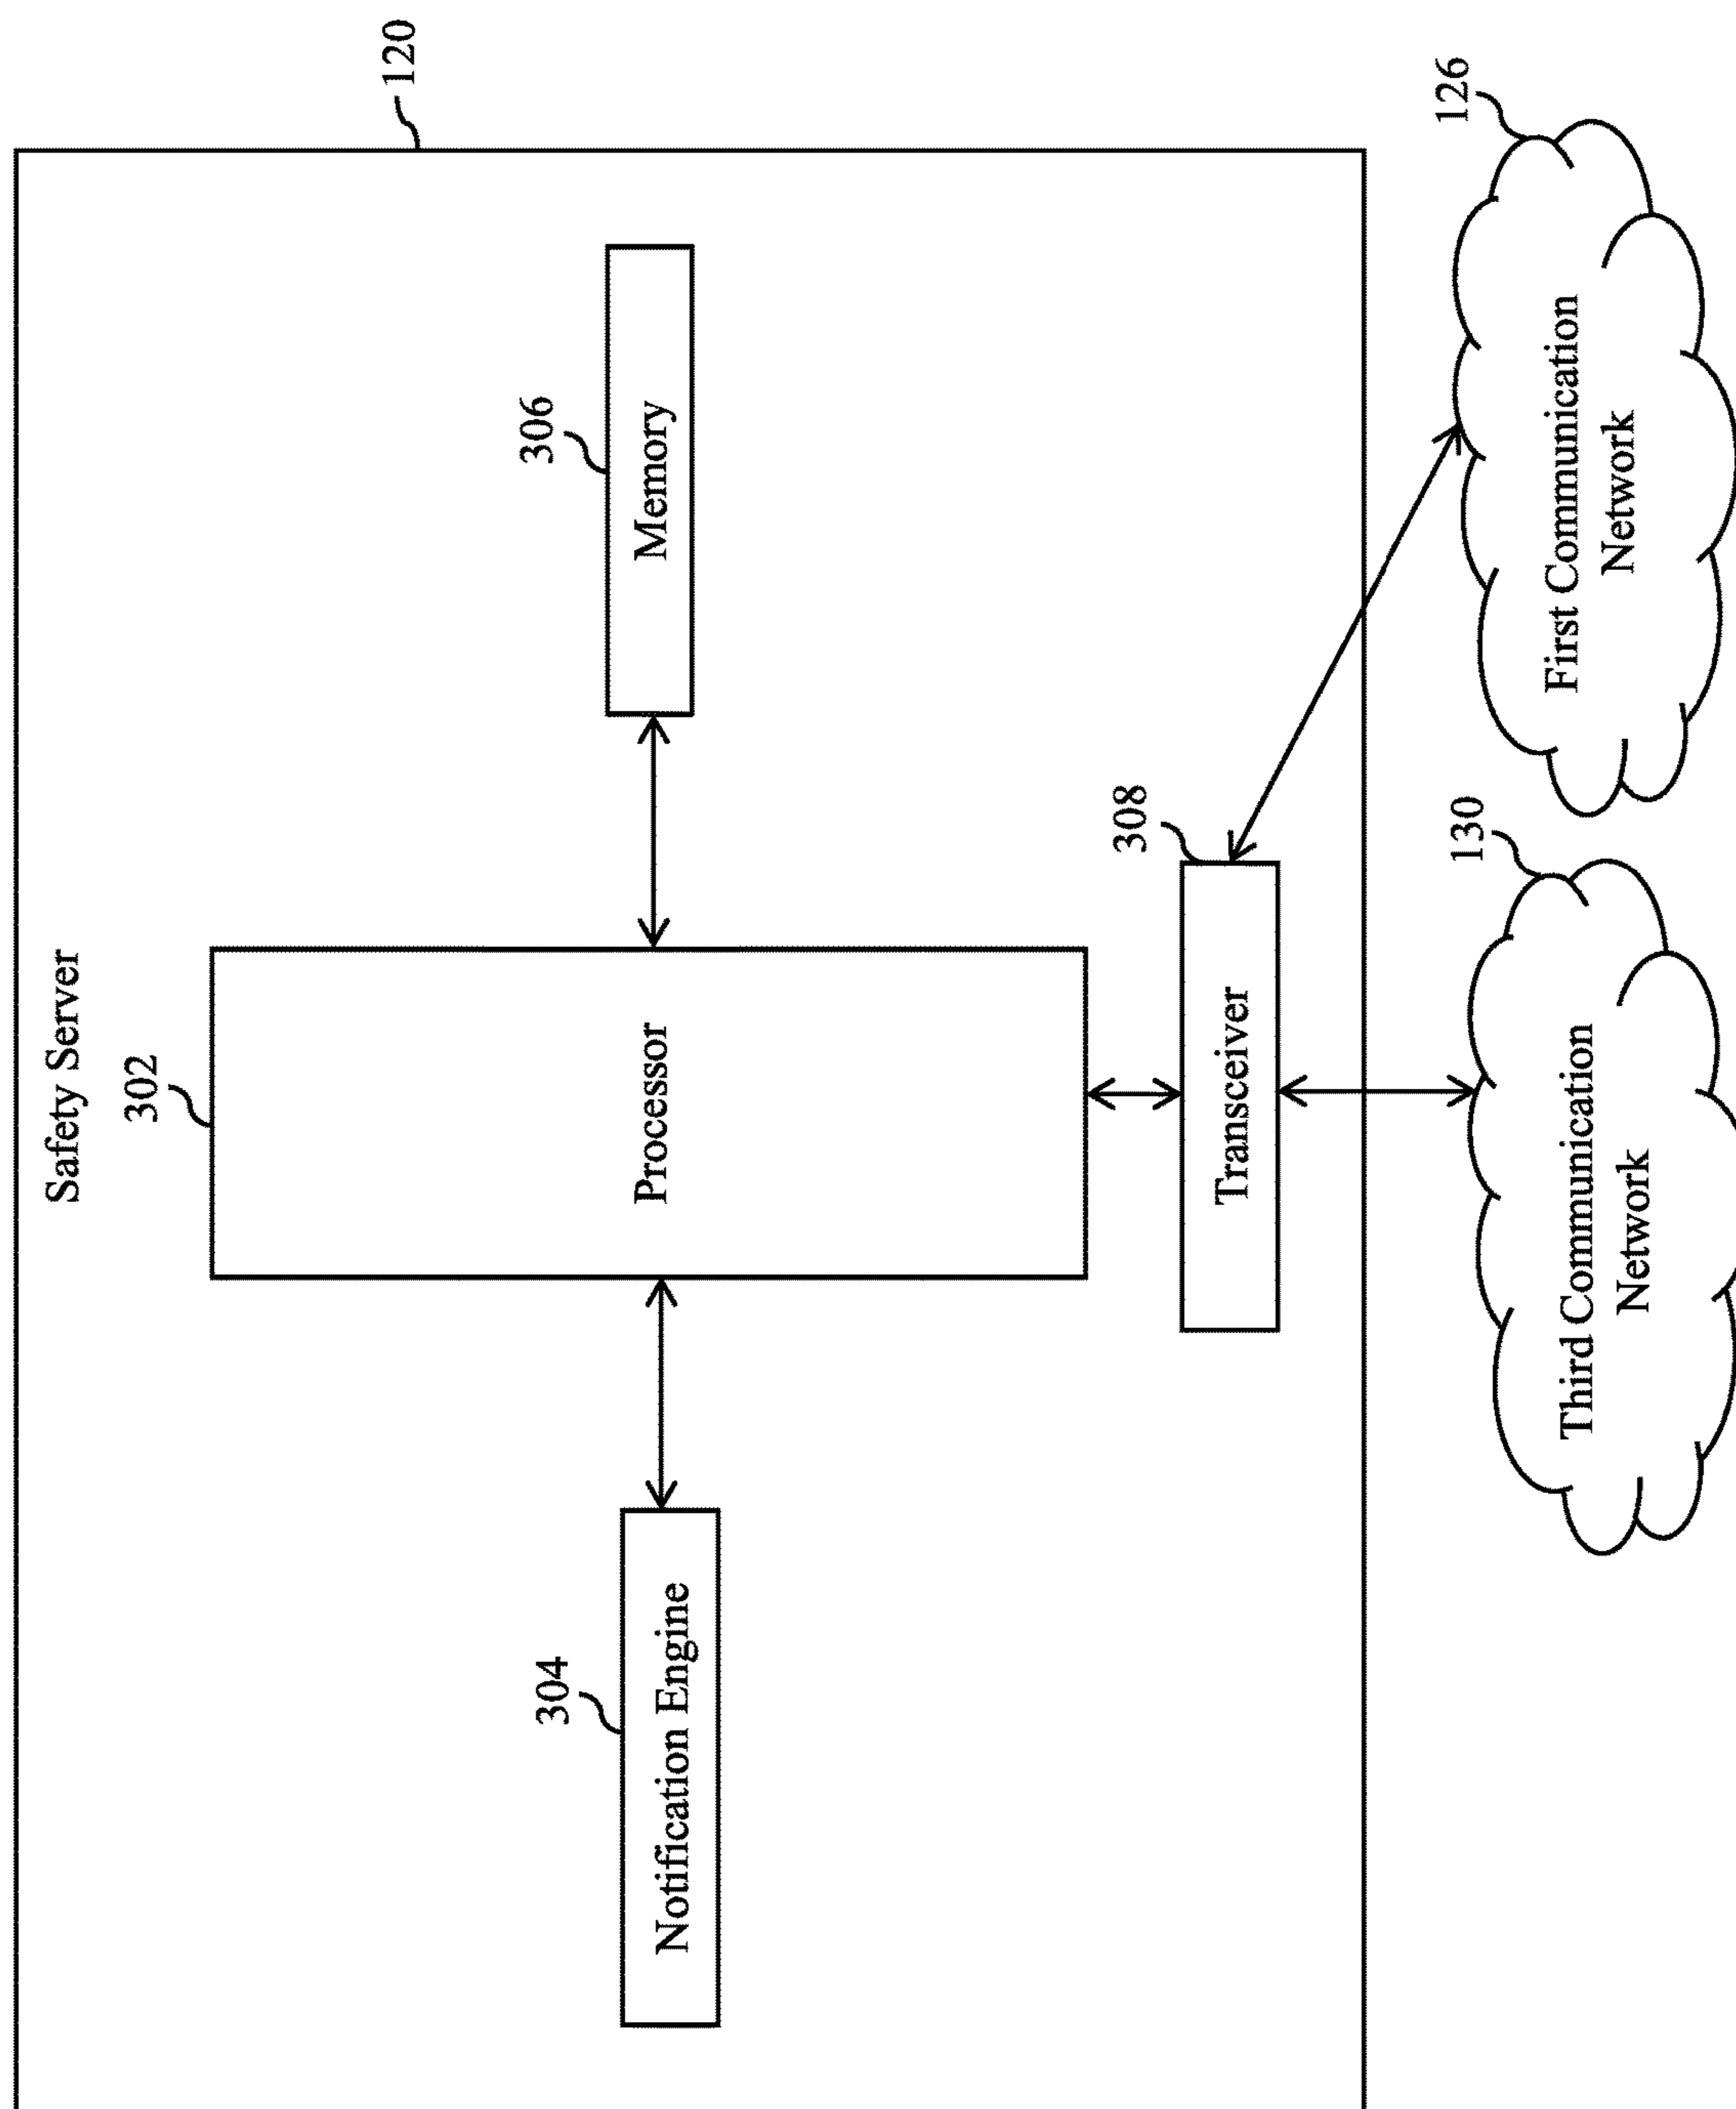 Safety Server
120
302
Processor
304
Notification Engine
306
Memory
308
Transceiver
130
Third Communication
Network
126
First Communication
Network